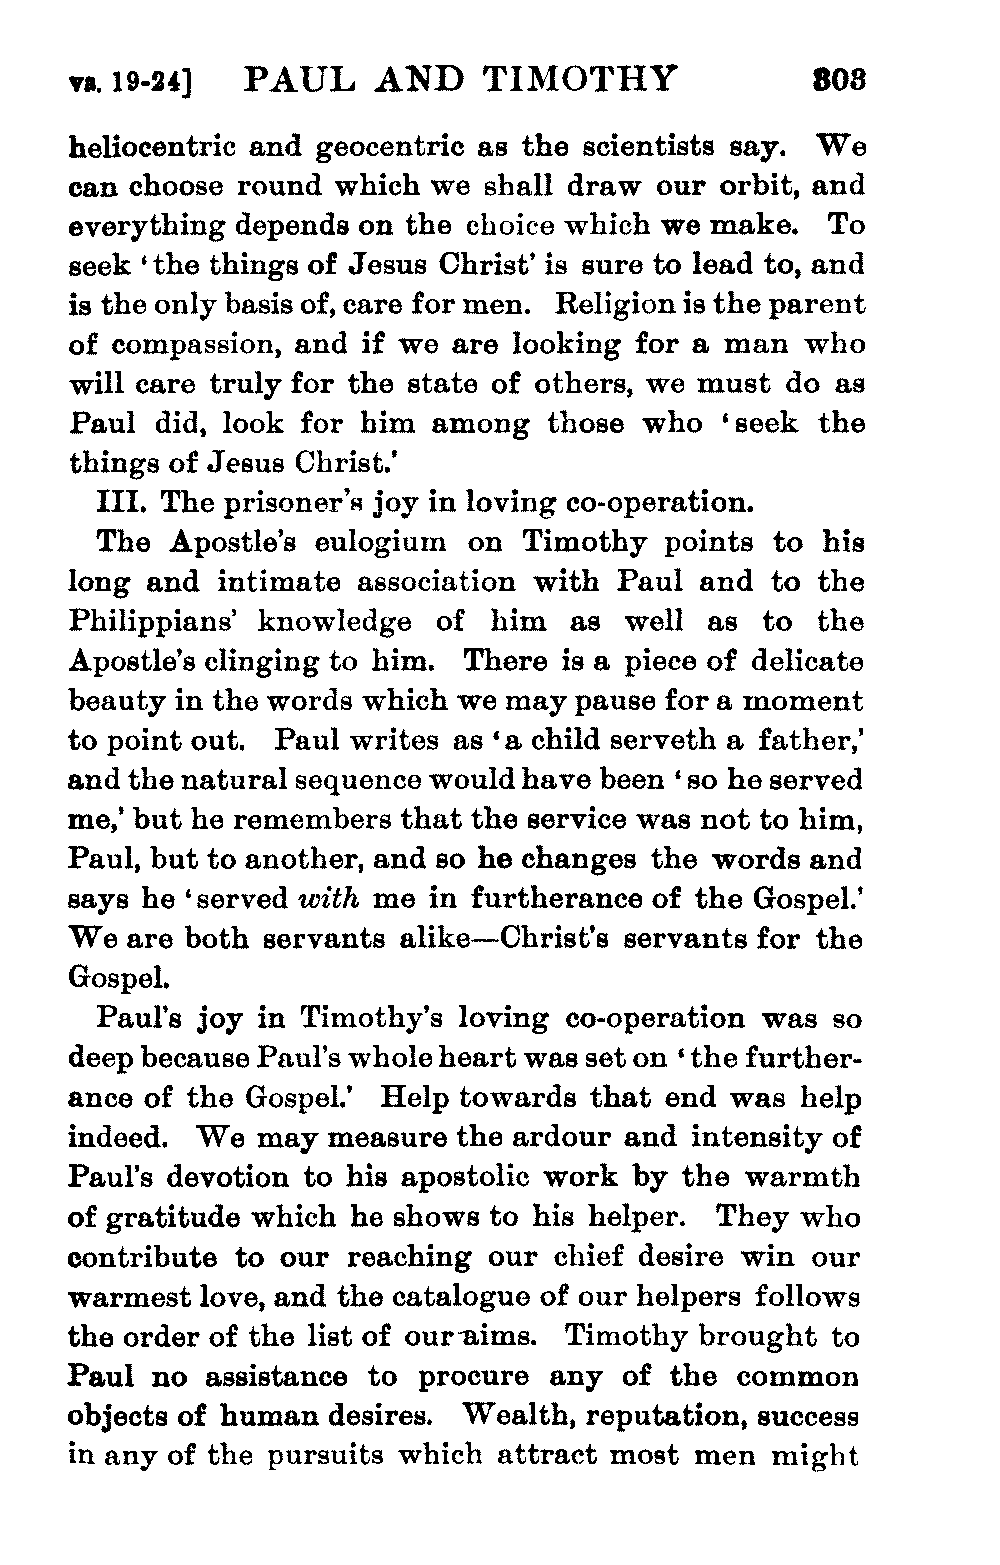 vs. 19-24] PAUL AND TIMOTHY 303
heliocentric and geocentric as the scientists say. We
can choose round which we shall draw our orbit, and
everything depends on the choice which we make. To
seek ‘the things of Jesus Christ’ is sure to lead to, and
is the only basis of, care for men. Religion is the parent
of compassion, and if we are looking for a man who
will care truly for the state of others, we must do as
Paul did, look for him among those who ‘seek the
things of Jesus Christ.’
III. The prisoner’s joy in loving co-operation.
The Apostle’s eulogium on Timothy points to his
long and intimate association with Paul and to the
Philippians’ knowledge of him as well as to the
Apostle’s clinging to him. There is a piece of delicate
beauty in the words which we may pause for a moment
to point out. Paul writes as ‘a child serveth a father,’
and the natural sequence would have been ‘so he served
me,’ but he remembers that the service was not to him,
Paul, but to another, and so he changes the words and
says he ‘served with me in furtherance of the Gospel.’
We are both servants alike—Christ’s servants for the
Gospel.
Paul’s joy in Timothy’s loving co-operation was so
deep because Paul’s whole heart was set on ‘the further-
ance of the Gospel.’ Help towards that end was help
indeed. We may measure the ardour and intensity of
Paul’s devotion to his apostolic work by the warmth
of gratitude which he shows to his helper. They who
contribute to our reaching our chief desire win our
warmest love, and the catalogue of our helpers follows
the order of the list of our aims. Timothy brought to
Paul no assistance to procure any of the common
objects of human desires. Wealth, reputation, success
in any of the pursuits which attract most men might